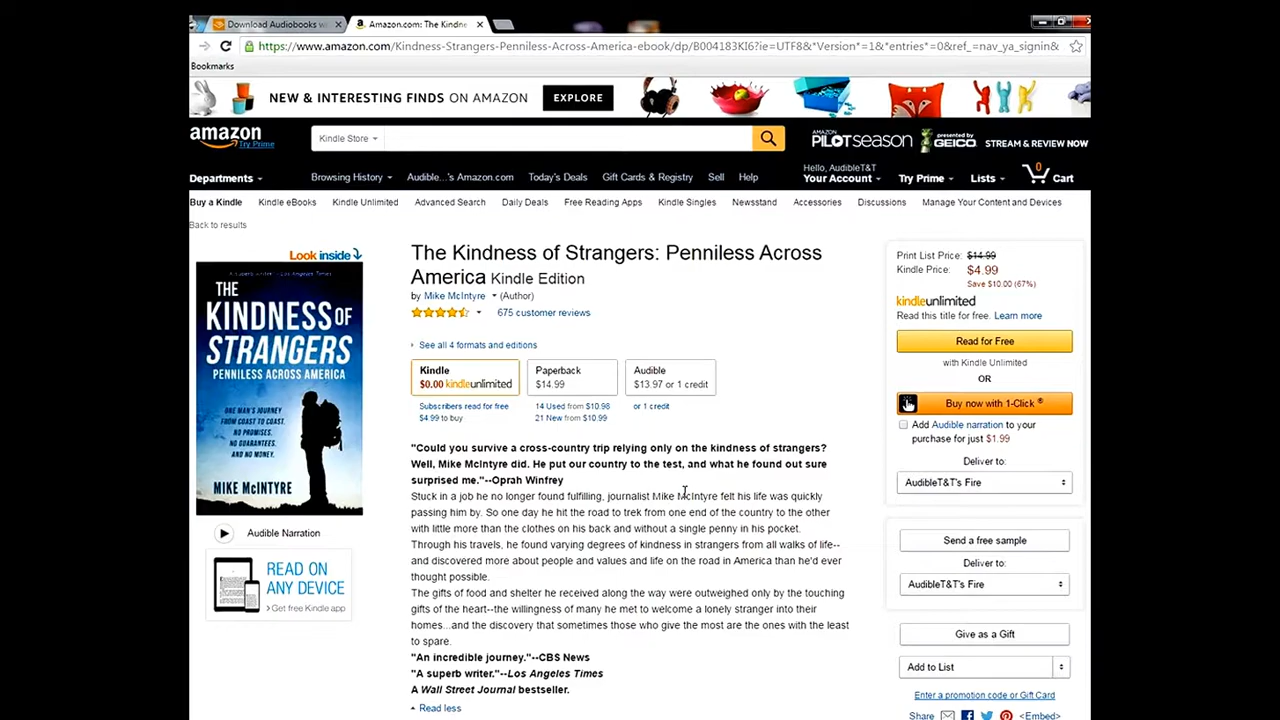 Download Audiobooks w
Amazon.com: The Kindne
https://www.amazon.com/Kindness-Strangers-Penniless-Across-America-ebook/dp/B004183KI6?ie=UTF8&*Version*=1&*entries*=0&ref_=nav_ya_signin&
Bookmarks
NEW & INTERESTING FINDS ON AMAZON EXPLORE
amazon
Try Prime
Kindle Store
AMAZON PILOT SEASON presented by GEICO STREAM & REVIEW NOW
Departments
Browsing History Audible...'s Amazon.com Today's Deals Gift Cards & Registry Sell Help
Hello, AudibleT&T
Your Account Try Prime Lists 0 Cart
Buy a Kindle Kindle eBooks Kindle Unlimited Advanced Search Daily Deals Free Reading Apps Kindle Singles Newsstand Accessories Discussions Manage Your Content and Devices
Back to results
Look inside
"A superb writer." –Los Angeles Times
THE
KINDNESS OF
STRANGERS
PENNILESS ACROSS AMERICA
ONE MAN'S JOURNEY
FROM COAST TO COAST.
NO PROMISES.
NO GUARANTEES.
AND NO MONEY.
MIKE McINTYRE
Audible Narration
READ ON
ANY DEVICE
› Get free Kindle app
The Kindness of Strangers: Penniless Across
America Kindle Edition
by Mike McIntyre (Author)
675 customer reviews
See all 4 formats and editions
Kindle
$0.00 kindleunlimited
Subscribers read for free
$4.99 to buy
Paperback
$14.99
14 Used from $10.98
21 New from $10.99
Audible
$13.97 or 1 credit
or 1 credit
"Could you survive a cross-country trip relying only on the kindness of strangers?
Well, Mike McIntyre did. He put our country to the test, and what he found out sure
surprised me."--Oprah Winfrey
Stuck in a job he no longer found fulfilling, journalist Mike McIntyre felt his life was quickly
passing him by. So one day he hit the road to trek from one end of the country to the other
with little more than the clothes on his back and without a single penny in his pocket.
Through his travels, he found varying degrees of kindness in strangers from all walks of life--
and discovered more about people and values and life on the road in America than he'd ever
thought possible.
The gifts of food and shelter he received along the way were outweighed only by the touching
gifts of the heart--the willingness of many he met to welcome a lonely stranger into their
homes...and the discovery that sometimes those who give the most are the ones with the least
to spare.
"An incredible journey."--CBS News
"A superb writer."--Los Angeles Times
A Wall Street Journal bestseller.
Read less
Print List Price: $14.99
Kindle Price: $4.99
Save $10.00 (67%)
kindleunlimited
Read this title for free. Learn more
Read for Free
with Kindle Unlimited
OR
Buy now with 1-Click ®
Add Audible narration to your
purchase for just $1.99
Deliver to:
AudibleT&T's Fire
Send a free sample
Deliver to:
AudibleT&T's Fire
Give as a Gift
Add to List
Enter a promotion code or Gift Card
Share <Embed>